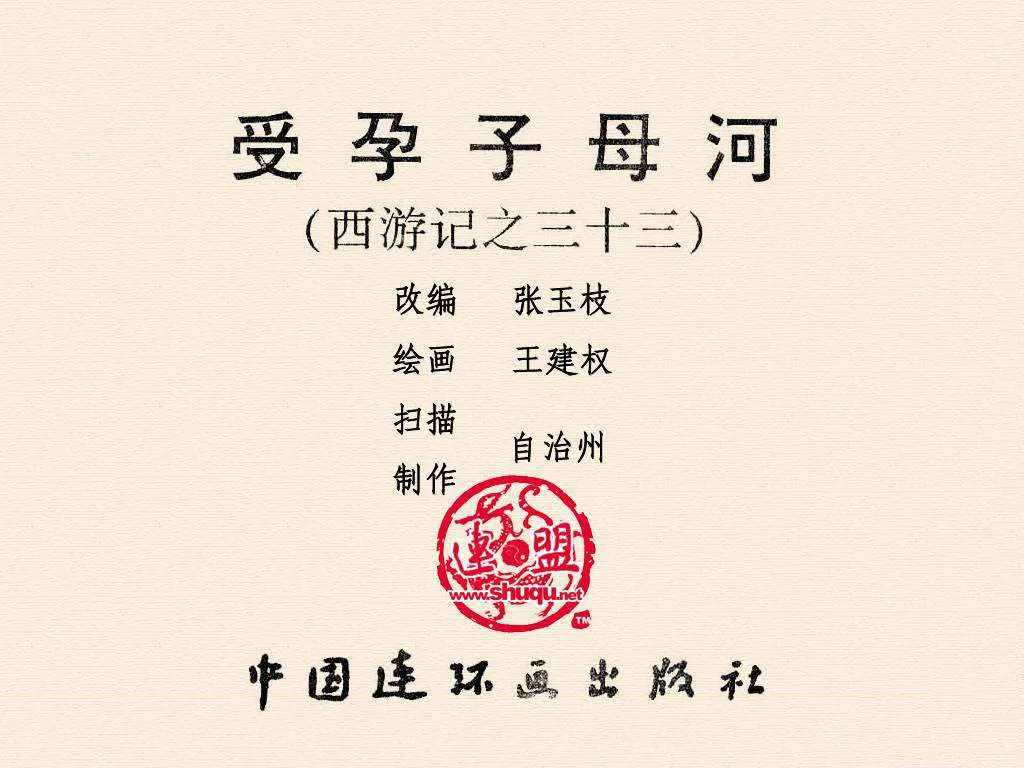 受孕子母河
(西游记之三十三)
改编 张玉枝
绘画 王建权
扫描
自治州
制作
連盟
www.shuqu.net
TM
中国连环画出版社